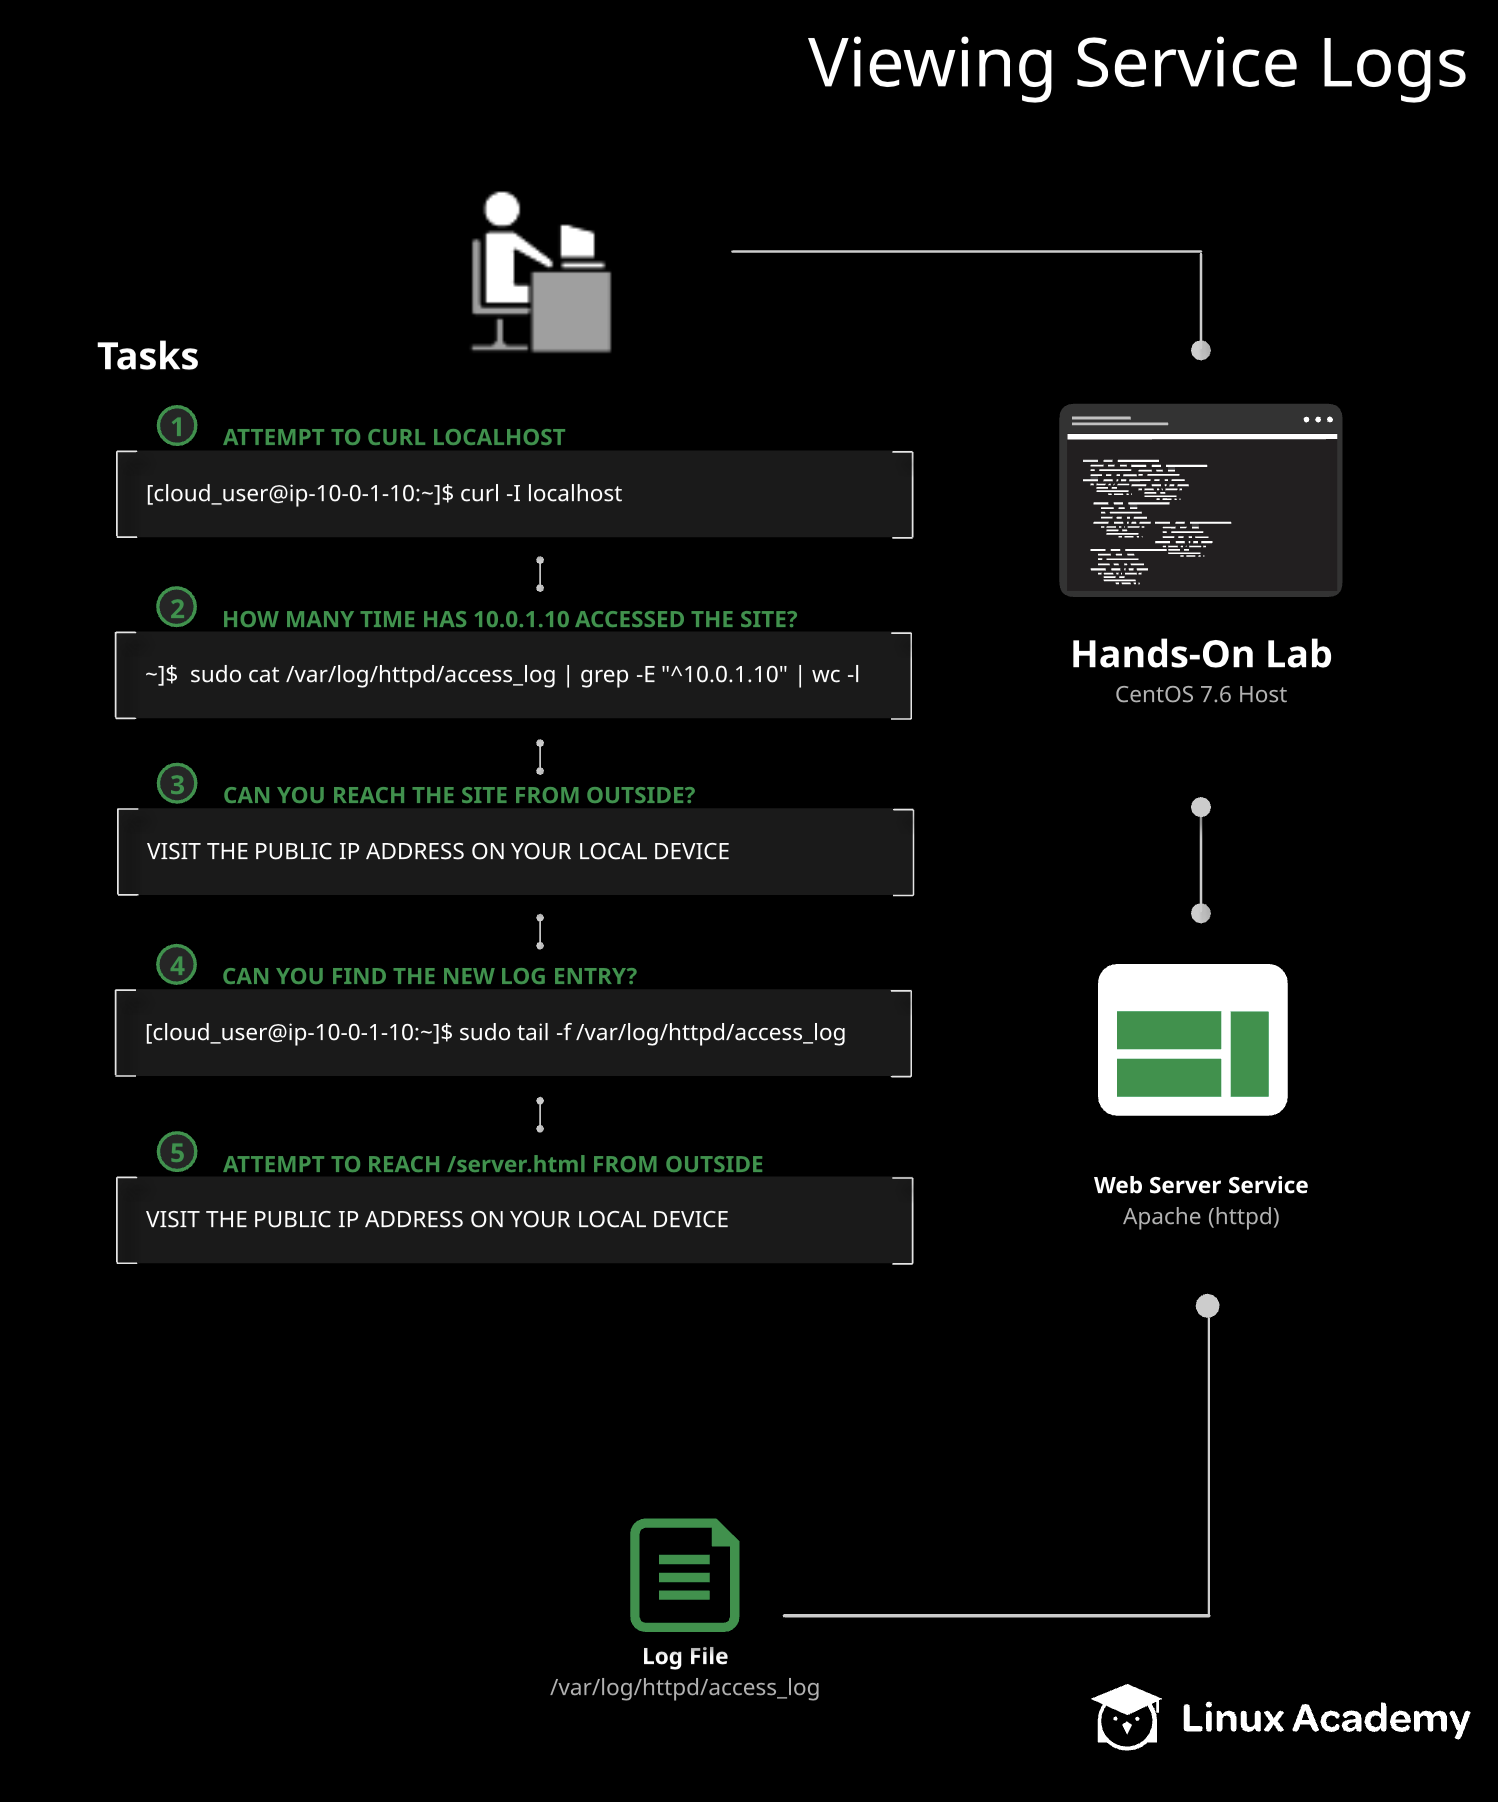 Viewing Service Logs
Tasks
1
ATTEMPT TO CURL LOCALHOST
[cloud_user@ip-10-0-1-10:~]$ curl -I localhost
2
HOW MANY TIME HAS 10.0.1.10 ACCESSED THE SITE?
~]$  sudo cat /var/log/httpd/access_log | grep -E "^10.0.1.10" | wc -l
3
CAN YOU REACH THE SITE FROM OUTSIDE?
VISIT THE PUBLIC IP ADDRESS ON YOUR LOCAL DEVICE
4
CAN YOU FIND THE NEW LOG ENTRY?
[cloud_user@ip-10-0-1-10:~]$ sudo tail -f /var/log/httpd/access_log
5
ATTEMPT TO REACH /server.html FROM OUTSIDE
VISIT THE PUBLIC IP ADDRESS ON YOUR LOCAL DEVICE
Hands-On Lab
CentOS 7.6 Host
Web Server Service
Apache (httpd)
Log File
/var/log/httpd/access_log
Linux Academy